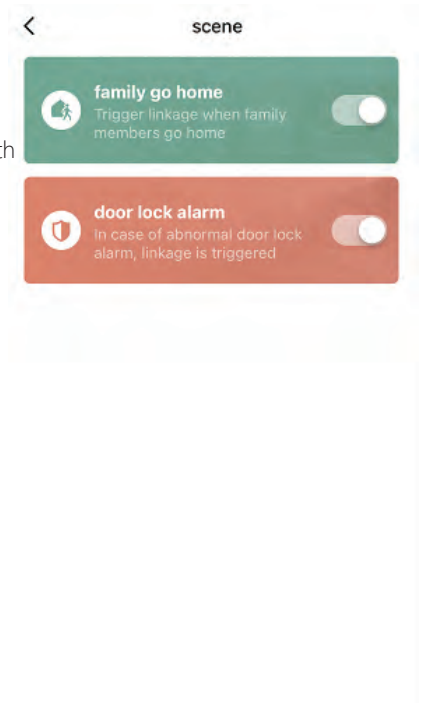 scene
family go home
Trigger linkage when family
members go home
th
door lock alarm
In case of abnormal door lock
alarm, linkage is triggered